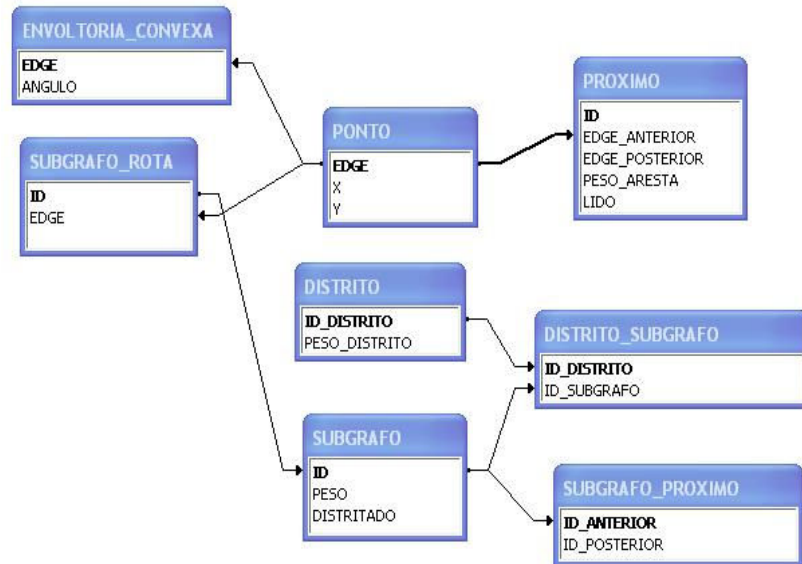 ENVOLTORIA_CONVEXA
EDGE
ANGULO
SUBGRAFO_ROTA
ID
EDGE
PONTO
EDGE
X
Y
PROXIMO
ID
EDGE_ANTERIOR
EDGE_POSTERIOR
PESO_ARESTA
LIDO
DISTRITO
ID_DISTRITO
PESO_DISTRITO
DISTRITO_SUBGRAFO
ID_DISTRITO
ID_SUBGRAFO
SUBGRAFO
ID
PESO
DISTRITADO
SUBGRAFO_PROXIMO
ID_ANTERIOR
ID_POSTERIOR